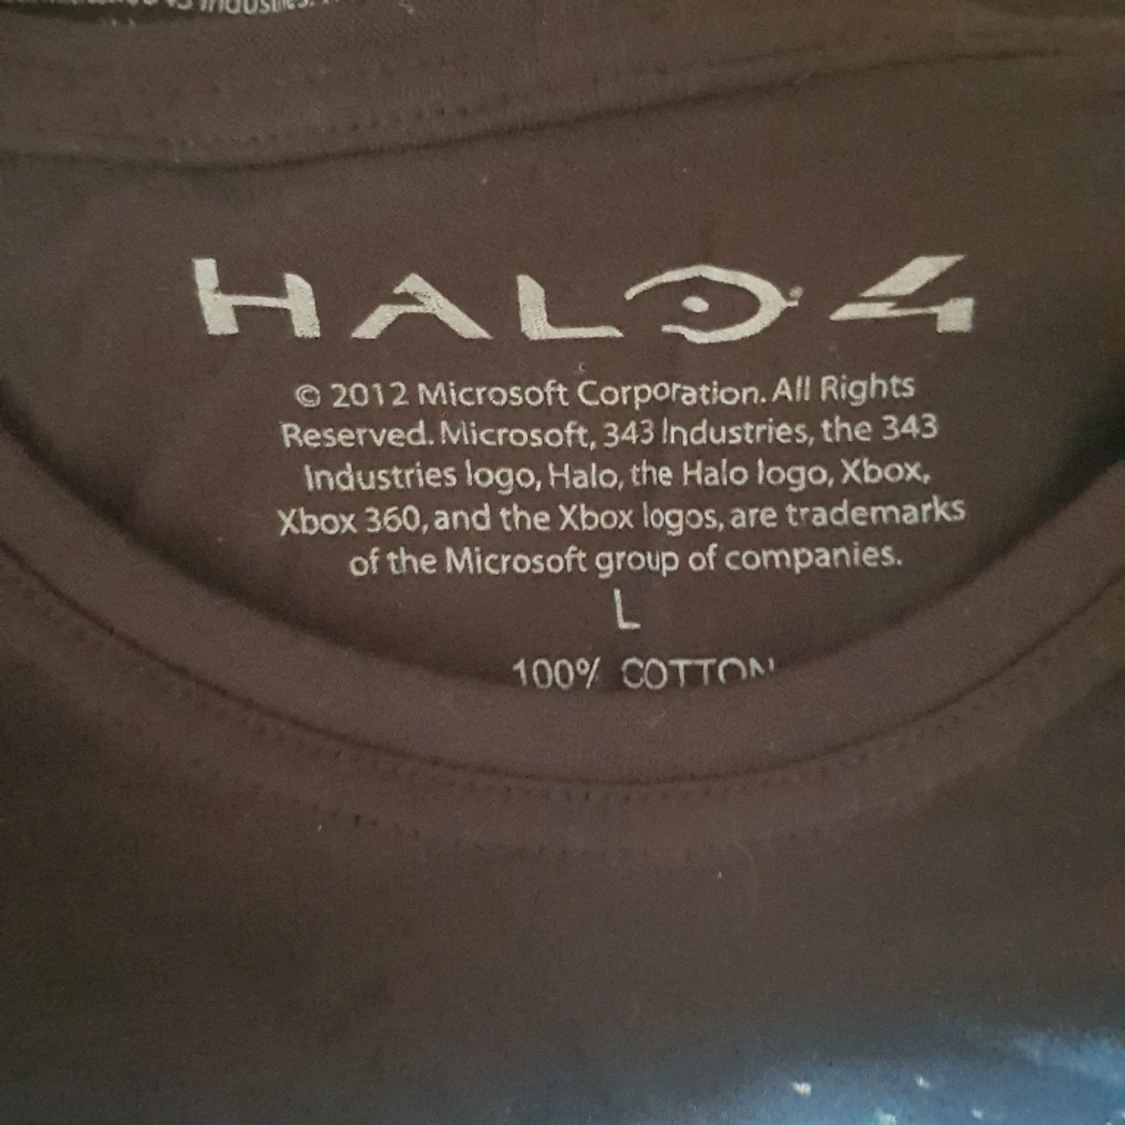 HALO 4
© 2012 Microsoft Corporation. All Rights
Reserved. Microsoft, 343 Industries, the 343
Industries logo, Halo, the Halo logo, Xbox,
Xbox 360, and the Xbox logos, are trademarks
of the Microsoft group of companies.
L
100% COTTON